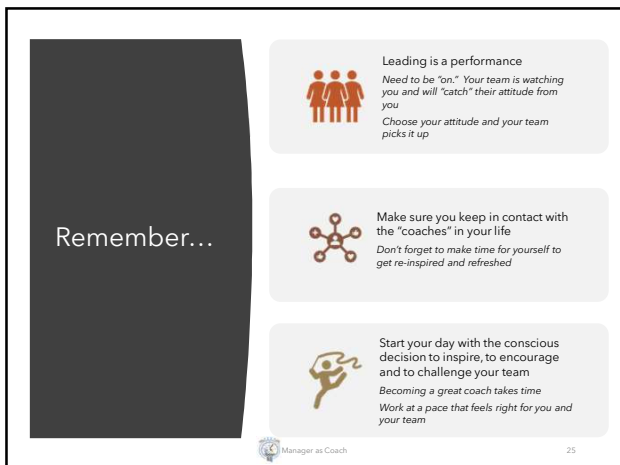 Remember…
Leading is a performance
Need to be “on.” Your team is watching
you and will “catch” their attitude from
you
Choose your attitude and your team
picks it up
Make sure you keep in contact with
the “coaches” in your life
Don’t forget to make time for yourself to
get re-inspired and refreshed
Start your day with the conscious
decision to inspire, to encourage
and to challenge your team
Becoming a great coach takes time
Work at a pace that feels right for you and
your team
Manager as Coach
25